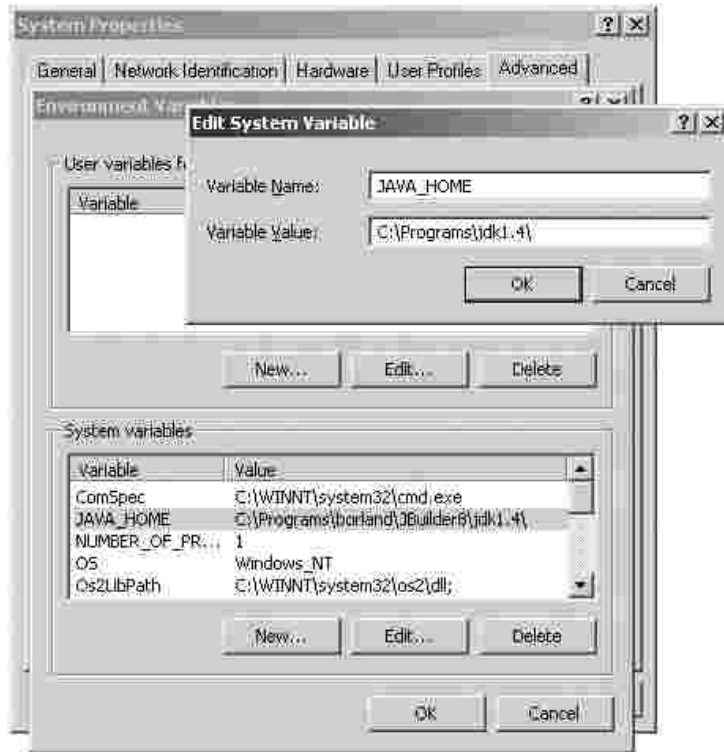 System Properties
General Network Identification Hardware User Profiles Advanced
Environment
Edit System Variable
Variable Name: JAVA_HOME
Variable Value: C:\Programs\jdk1.4\
OK Cancel
User variables
Variable
New... Edit... Delete
System variables
Variable Value
ComSpec C:\WINNT\system32\cmd.exe
JAVA_HOME C:\Programs\borland\JBuilder8\jdk1.4\
NUMBER_OF_PR... 1
OS Windows_NT
Os2LibPath C:\WINNT\system32\os2\dll;
New... Edit... Delete
OK Cancel